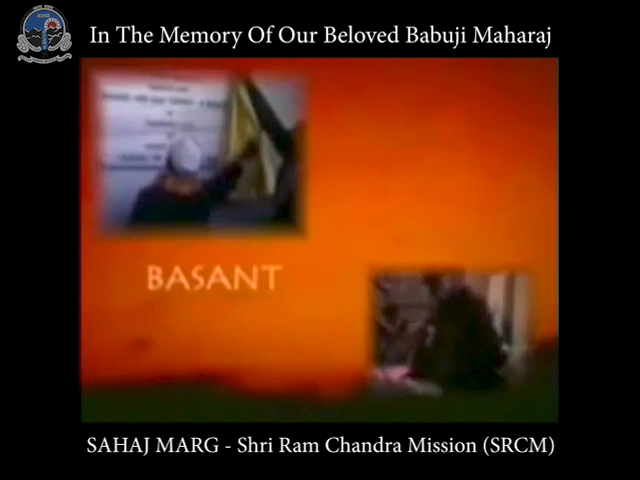 In The Memory Of Our Beloved Babuji Maharaj
BASANT
SAHAJ MARG - Shri Ram Chandra Mission (SRCM)